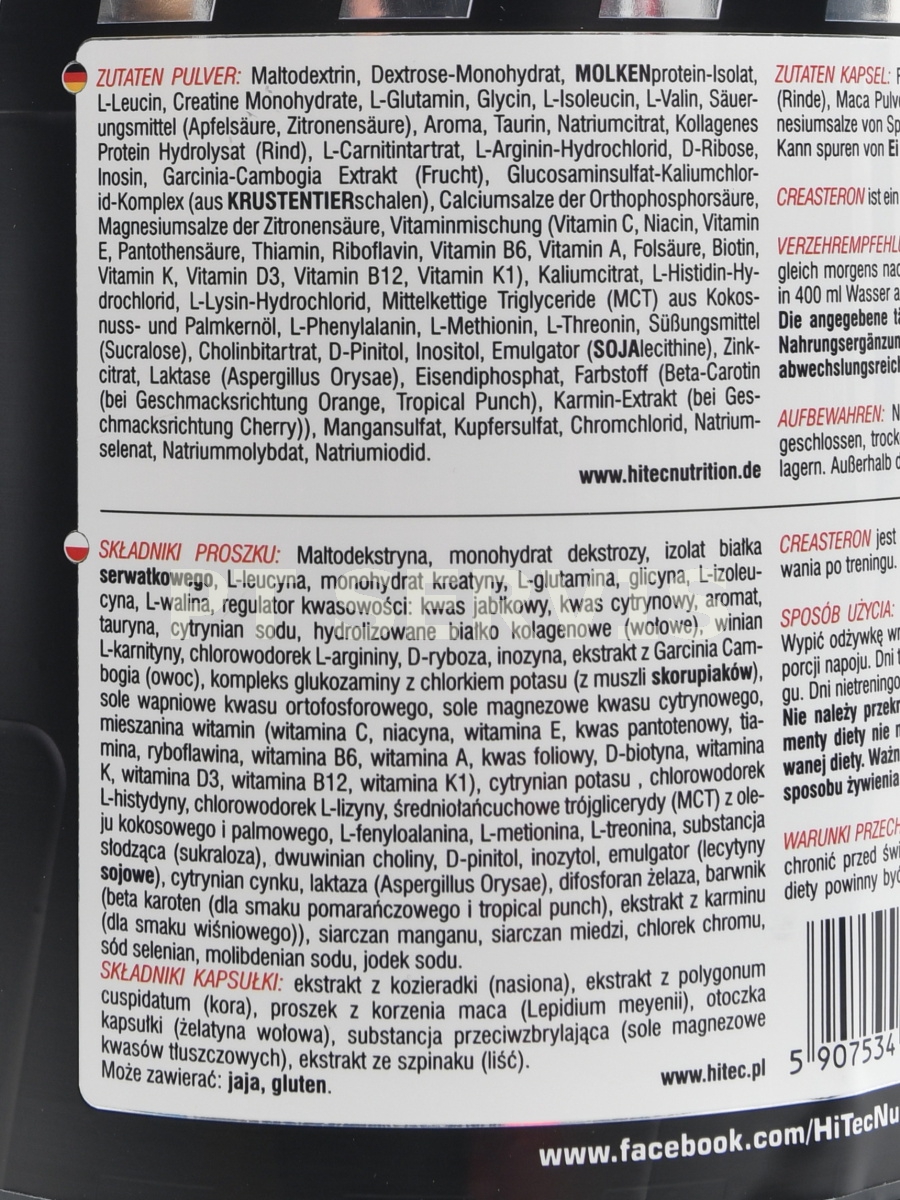 ZUTATEN PULVER: Maltodextrin, Dextrose-Monohydrat, MOLKENprotein-Isolat,
L-Leucin, Creatine Monohydrate, L-Glutamin, Glycin, L-Isoleucin, L-Valin, Säuer-
ungsmittel (Apfelsäure, Zitronensäure), Aroma, Taurin, Natriumcitrat, Kollagenes
Protein Hydrolysat (Rind), L-Carnitintartrat, L-Arginin-Hydrochlorid, D-Ribose,
Inosin, Garcinia-Cambogia Extrakt (Frucht), Glucosaminsulfat-Kaliumchlor-
id-Komplex (aus KRUSTENTIERschalen), Calciumsalze der Orthophosphorsäure,
Magnesiumsalze der Zitronensäure, Vitaminmischung (Vitamin C, Niacin, Vitamin
E, Pantothensäure, Thiamin, Riboflavin, Vitamin B6, Vitamin A, Folsäure, Biotin,
Vitamin K, Vitamin D3, Vitamin B12, Vitamin K1), Kaliumcitrat, L-Histidin-Hy-
drochlorid, L-Lysin-Hydrochlorid, Mittelkettige Triglyceride (MCT) aus Kokos-
nuss- und Palmkernöl, L-Phenylalanin, L-Methionin, L-Threonin, Süßungsmittel
(Sucralose), Cholinbitartrat, D-Pinitol, Inositol, Emulgator (SOJAlecithine), Zink-
citrat, Laktase (Aspergillus Orysae), Eisendiphosphat, Farbstoff (Beta-Carotin
(bei Geschmacksrichtung Orange, Tropical Punch), Karmin-Extrakt (bei Ges-
chmacksrichtung Cherry)), Mangansulfat, Kupfersulfat, Chromchlorid, Natrium-
selenat, Natriummolybdat, Natriumiodid.
www.hitecnutrition.de
ZUTATEN KAPSEL:
(Rinde), Maca Pulv
nesiumsalze von Sp
Kann spuren von Ei
CREASTERON ist ein
VERZEHREMPFEHL
gleich morgens nac
in 400 ml Wasser a
Die angegebene tä
Nahrungsergänzun
abwechslungsreich
AUFBEWAHREN: N
geschlossen, trock
lagern. Außerhalb d
SKŁADNIKI PROSZKU: Maltodekstryna, monohydrat dekstrozy, izolat białka
serwatkowego, L-leucyna, monohydrat kreatyny, L-glutamina, glicyna, L-izoleu-
cyna, L-walina, regulator kwasowości: kwas jabłkowy, kwas cytrynowy, aromat,
tauryna, cytrynian sodu, hydrolizowane białko kolagenowe (wołowe), winian
L-karnityny, chlorowodorek L-argininy, D-ryboza, inozyna, ekstrakt z Garcinia Cam-
bogia (owoc), kompleks glukozaminy z chlorkiem potasu (z muszli skorupiaków),
sole wapniowe kwasu ortofosforowego, sole magnezowe kwasu cytrynowego,
mieszanina witamin (witamina C, niacyna, witamina E, kwas pantotenowy, tia-
mina, ryboflawina, witamina B6, witamina A, kwas foliowy, D-biotyna, witamina
K, witamina D3, witamina B12, witamina K1), cytrynian potasu , chlorowodorek
L-histydyny, chlorowodorek L-lizyny, średniołańcuchowe trójglicerydy (MCT) z ole-
ju kokosowego i palmowego, L-fenyloalanina, L-metionina, L-treonina, substancja
słodząca (sukraloza), dwuwinian choliny, D-pinitol, inozytol, emulgator (lecytyny
sojowe), cytrynian cynku, laktaza (Aspergillus Orysae), difosforan żelaza, barwnik
(beta karoten (dla smaku pomarańczowego i tropical punch), ekstrakt z karminu
(dla smaku wiśniowego)), siarczan manganu, siarczan miedzi, chlorek chromu,
sód selenian, molibdenian sodu, jodek sodu.
SKŁADNIKI KAPSUŁKI: ekstrakt z kozieradki (nasiona), ekstrakt z polygonum
cuspidatum (kora), proszek z korzenia maca (Lepidium meyenii), otoczka
kapsułki (żelatyna wołowa), substancja przeciwzbrylająca (sole magnezowe
kwasów tłuszczowych), ekstrakt ze szpinaku (liść).
Może zawierać: jaja, gluten.
www.hitec.pl
CREASTERON jest
wania po treningu.
SPOSÓB UŻYCIA:
Wypić odżywkę wr
porcji napoju. Dni t
gu. Dni nietreningo
Nie należy przekr
menty diety nie m
wanej diety. Ważn
sposobu żywienia
WARUNKI PRZECH
chronić przed świ
diety powinny być
5 907534
www.facebook.com/HiTecNu